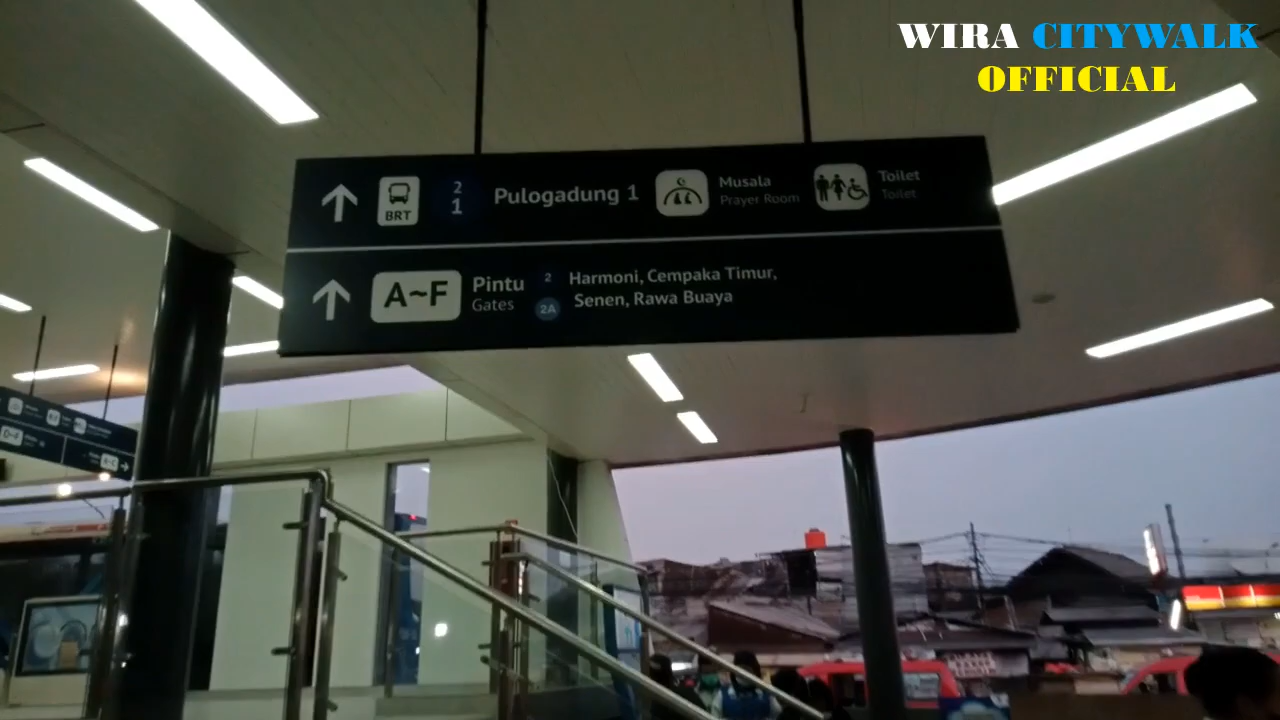 WIRA CITYWALK
OFFICIAL
BRT 2 1 Pulogadung 1 Musala Prayer Room Toilet Toilet
A~F Pintu Gates 2 Harmoni, Cempaka Timur,
2A Senen, Rawa Buaya